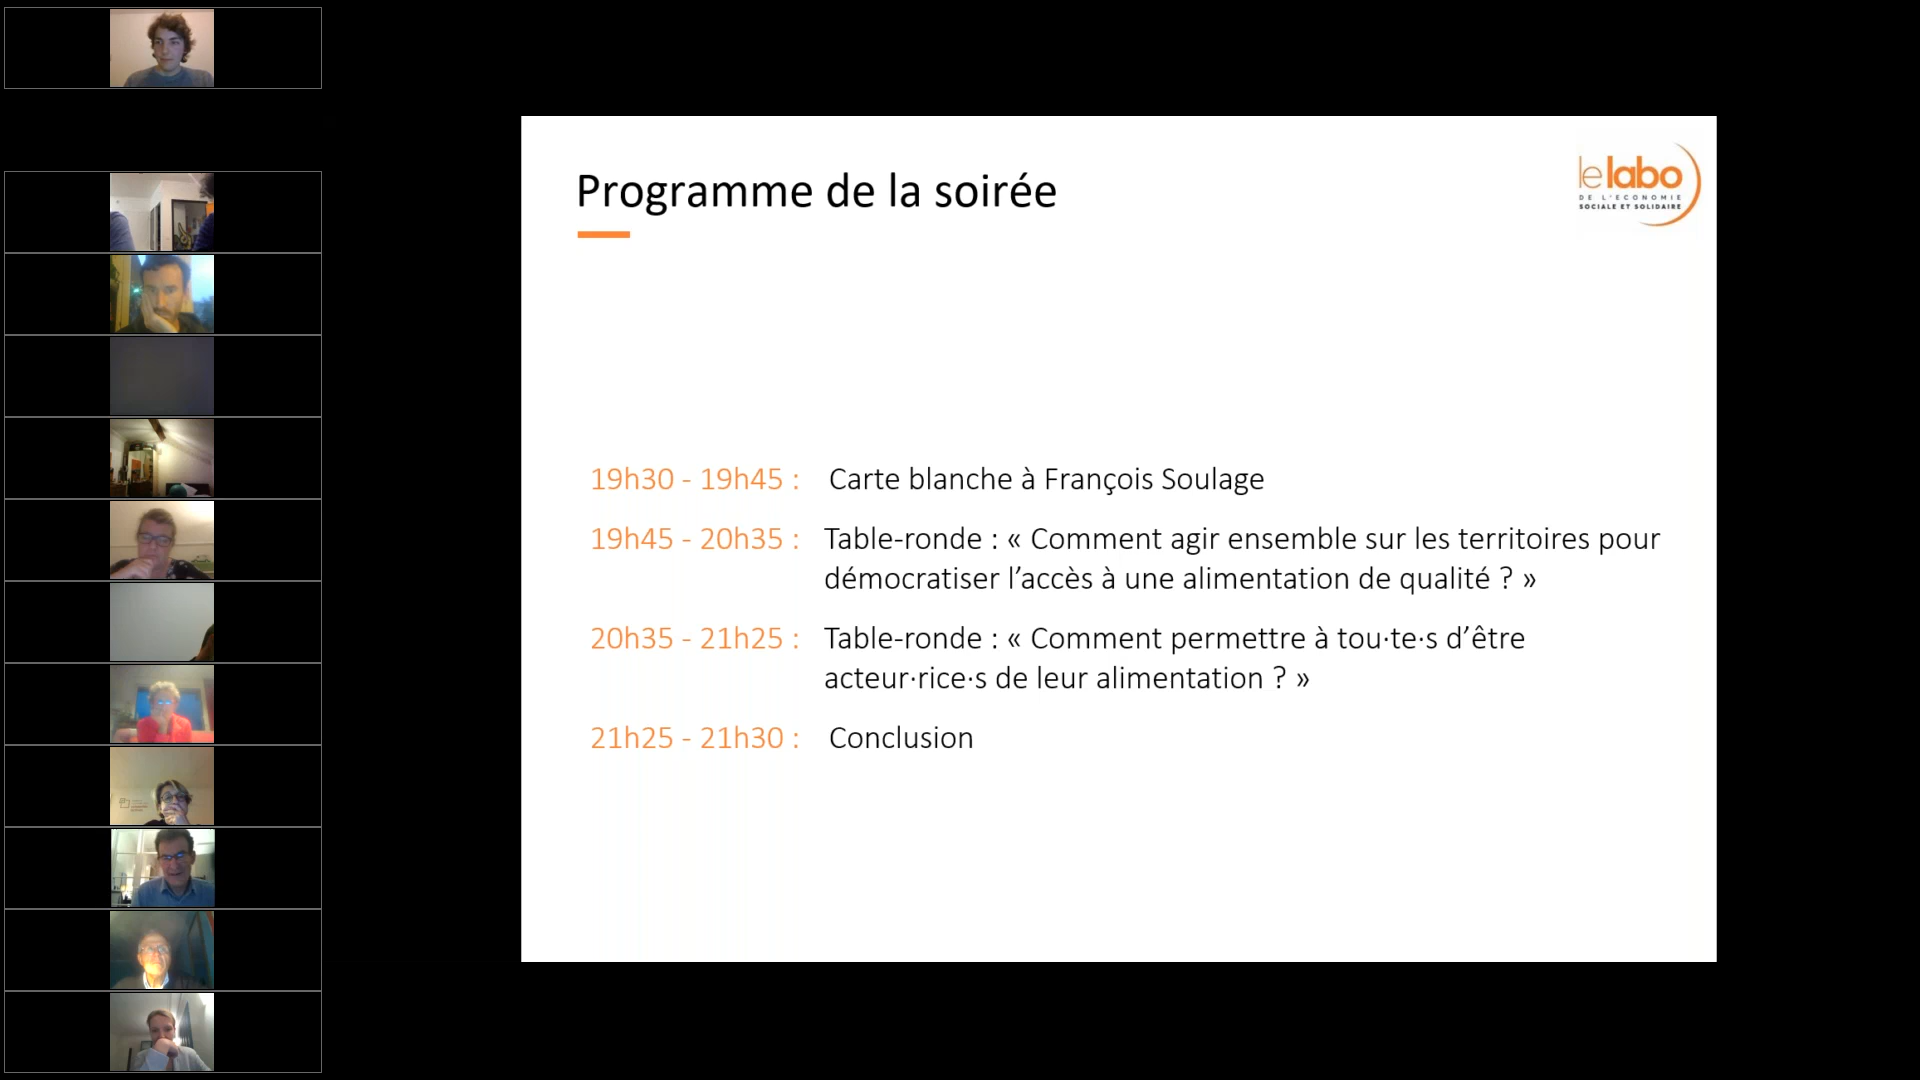 Programme de la soirée
le labo
DE L'ECONOMIE
SOCIALE ET SOLIDAIRE
19h30 - 19h45 : Carte blanche à François Soulage
19h45 - 20h35 : Table-ronde : « Comment agir ensemble sur les territoires pour
démocratiser l’accès à une alimentation de qualité ? »
20h35 - 21h25 : Table-ronde : « Comment permettre à tou·te·s d’être
acteur·rice·s de leur alimentation ? »
21h25 - 21h30 : Conclusion